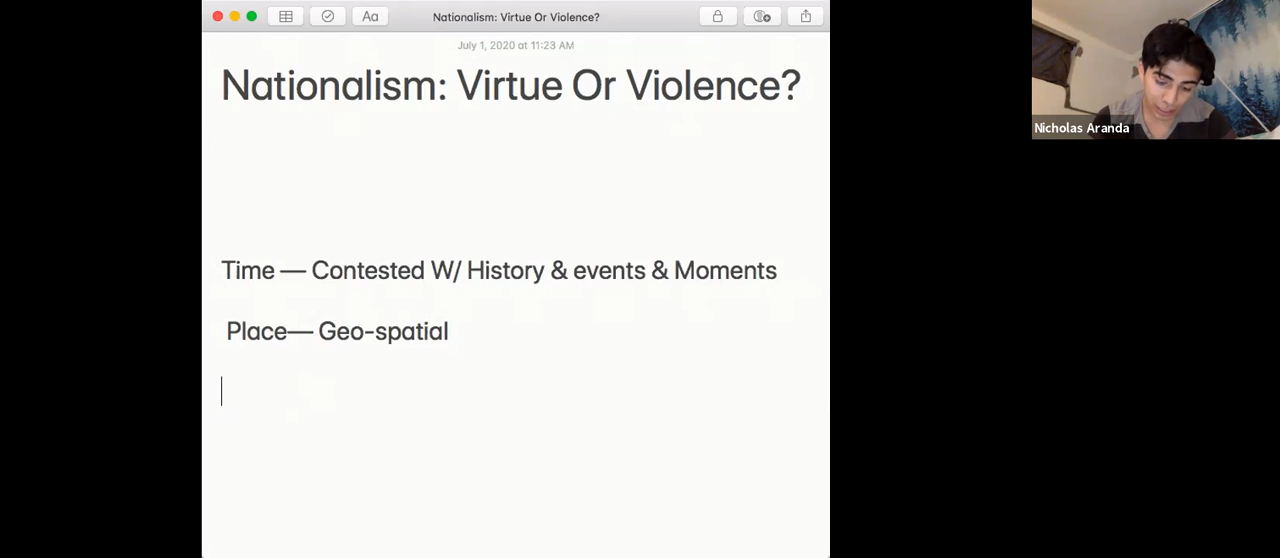 Aa
Nationalism: Virtue Or Violence?
July 1, 2020 at 11:23 AM
Nationalism: Virtue Or Violence?
Time — Contested W/ History & events & Moments
Place— Geo-spatial
Nicholas Aranda